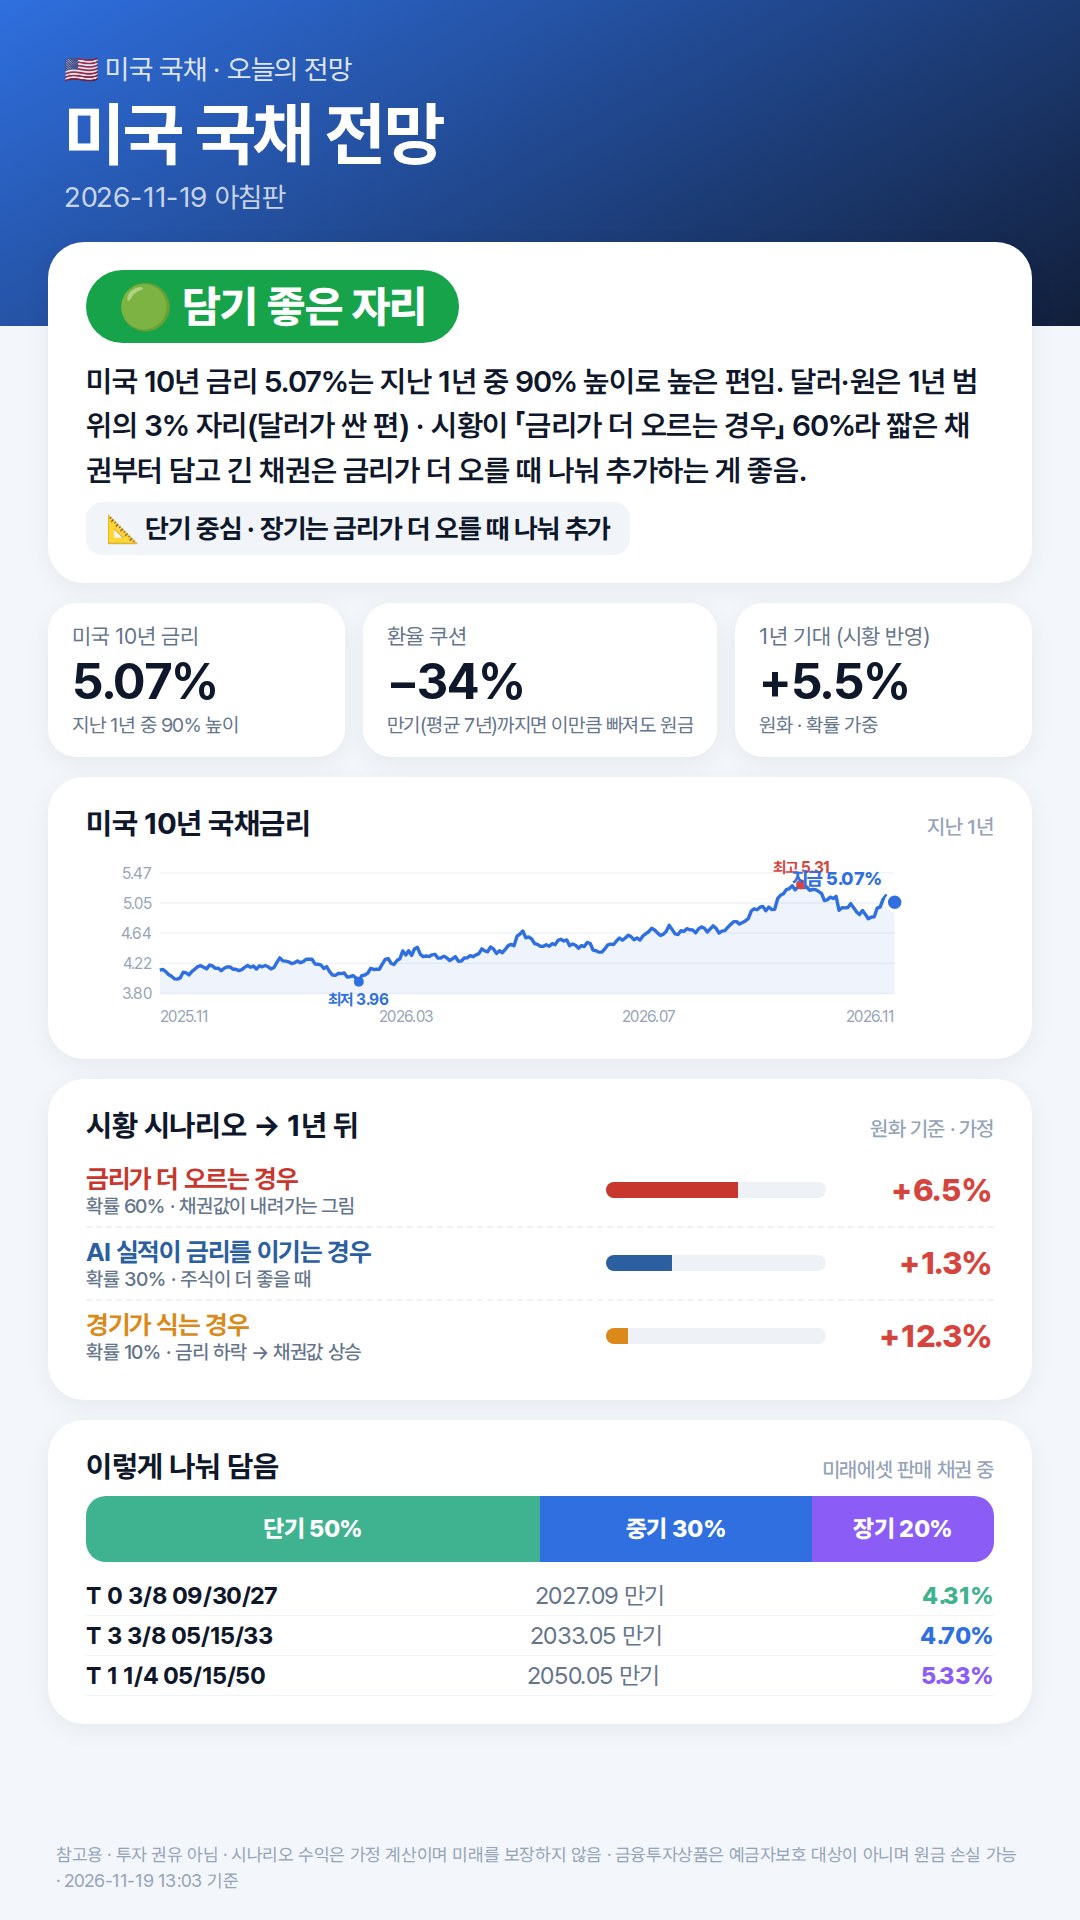 🇺🇸 미국 국채 · 오늘의 전망
미국 국채 전망
2026-11-19 아침판
🟢 담기 좋은 자리
미국 10년 금리 5.07%는 지난 1년 중 90% 높이로 높은 편임. 달러·원은 1년 범
위의 3% 자리(달러가 싼 편) · 시황이 「금리가 더 오르는 경우」 60%라 짧은 채
권부터 담고 긴 채권은 금리가 더 오를 때 나눠 추가하는 게 좋음.
📐 단기 중심 · 장기는 금리가 더 오를 때 나눠 추가
미국 10년 금리
5.07%
지난 1년 중 90% 높이
환율 쿠션
−34%
만기(평균 7년)까지면 이만큼 빠져도 원금
1년 기대 (시황 반영)
+5.5%
원화 · 확률 가중
미국 10년 국채금리
지난 1년
최고 5.31
지금 5.07%
5.47
5.05
4.64
4.22
3.80
최저 3.96
2025.11
2026.03
2026.07
2026.11
시황 시나리오 → 1년 뒤
원화 기준 · 가정
금리가 더 오르는 경우
확률 60% · 채권값이 내려가는 그림
+6.5%
AI 실적이 금리를 이기는 경우
확률 30% · 주식이 더 좋을 때
+1.3%
경기가 식는 경우
확률 10% · 금리 하락 → 채권값 상승
+12.3%
이렇게 나눠 담음
미래에셋 판매 채권 중
단기 50%
중기 30%
장기 20%
T 0 3/8 09/30/27 2027.09 만기 4.31%
T 3 3/8 05/15/33 2033.05 만기 4.70%
T 1 1/4 05/15/50 2050.05 만기 5.33%
참고용 · 투자 권유 아님 · 시나리오 수익은 가정 계산이며 미래를 보장하지 않음 · 금융투자상품은 예금자보호 대상이 아니며 원금 손실 가능
· 2026-11-19 13:03 기준